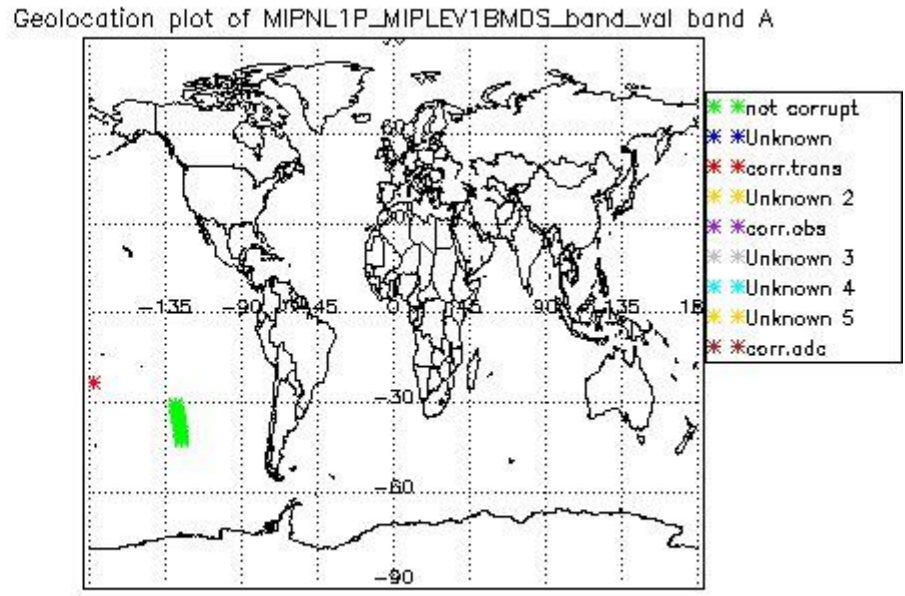 Geolocation plot of MIPNL1P_MIPLEV1BMDS_band_val band A
not corrupt
Unknown
corr.trans
Unknown 2
corr.obs
Unknown 3
Unknown 4
Unknown 5
corr.adc
-135 -90 -45 0 45 90 135 18
-30
-60
-90